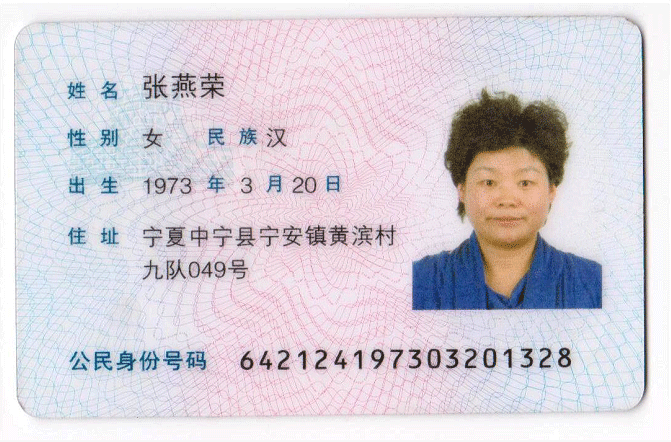 姓名 张燕荣
性别 女 民族 汉
出生 1973 年 3 月 20 日
住址 宁夏中宁县宁安镇黄滨村
九队049号
公民身份号码 642124197303201328